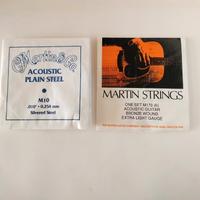 Martin & Co.
ACOUSTIC
PLAIN STEEL
M10
.010" - 0,254 mm
Silvered Steel
MARTIN STRINGS
ONE SET M170 (6)
ACOUSTIC GUITAR
BRONZE WOUND
EXTRA LIGHT GAUGE